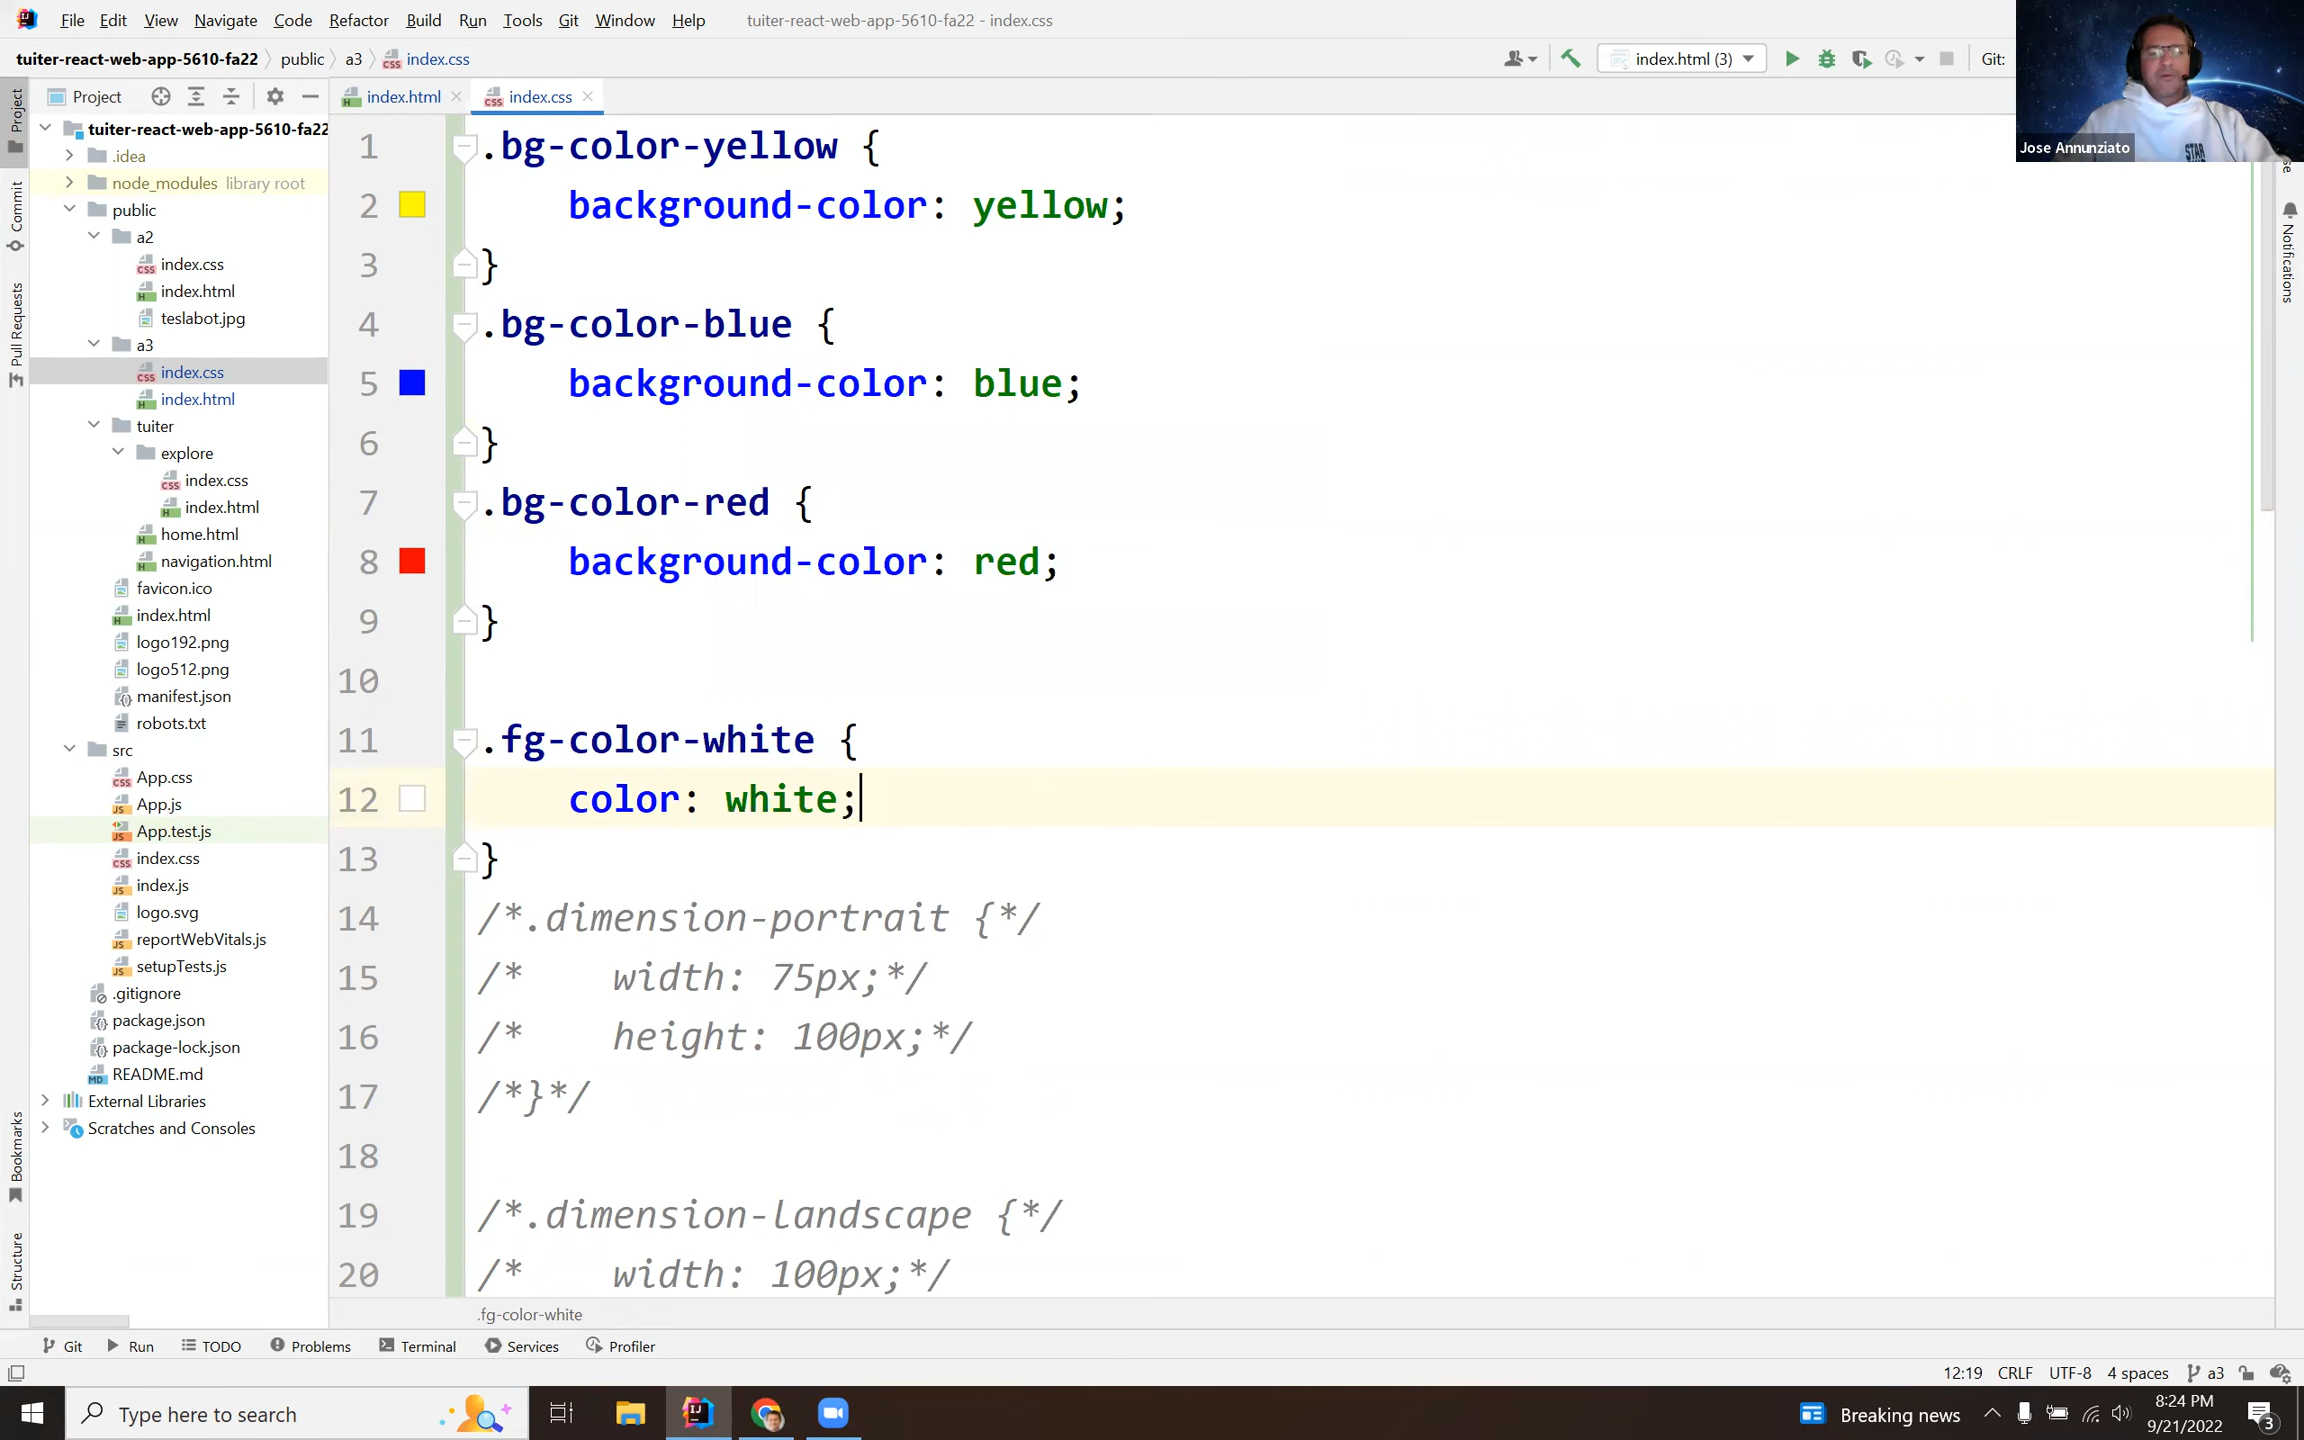 File Edit View Navigate Code Refactor Build Run Tools Git Window Help tuiter-react-web-app-5610-fa22 - index.css
tuiter-react-web-app-5610-fa22 public a3 index.css index.html (3) Git:
Jose Annunziato
Project index.html index.css
Project
Commit
Pull Requests
Bookmarks
Structure
Notifications
tuiter-react-web-app-5610-fa22
.idea
node_modules library root
public
a2
index.css
index.html
teslabot.jpg
a3
index.css
index.html
tuiter
explore
index.css
index.html
home.html
navigation.html
favicon.ico
index.html
logo192.png
logo512.png
manifest.json
robots.txt
src
App.css
App.js
App.test.js
index.css
index.js
logo.svg
reportWebVitals.js
setupTests.js
.gitignore
package.json
package-lock.json
README.md
External Libraries
Scratches and Consoles
1 .bg-color-yellow {
2 background-color: yellow;
3 }
4 .bg-color-blue {
5 background-color: blue;
6 }
7 .bg-color-red {
8 background-color: red;
9 }
10
11 .fg-color-white {
12 color: white;
13 }
14 /*.dimension-portrait {*/
15 /* width: 75px;*/
16 /* height: 100px;*/
17 /*}*/
18
19 /*.dimension-landscape {*/
20 /* width: 100px;*/
.fg-color-white
Git Run TODO Problems Terminal Services Profiler
12:19 CRLF UTF-8 4 spaces a3
Type here to search Breaking news 8:24 PM
9/21/2022 3